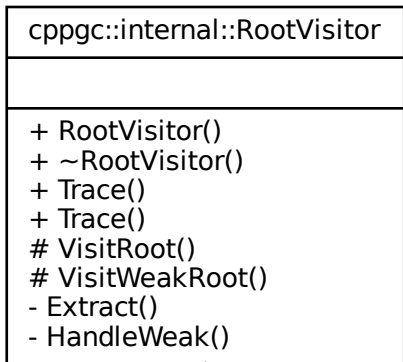 cppgc::internal::RootVisitor
+ RootVisitor()
+ ~RootVisitor()
+ Trace()
+ Trace()
# VisitRoot()
# VisitWeakRoot()
- Extract()
- HandleWeak()